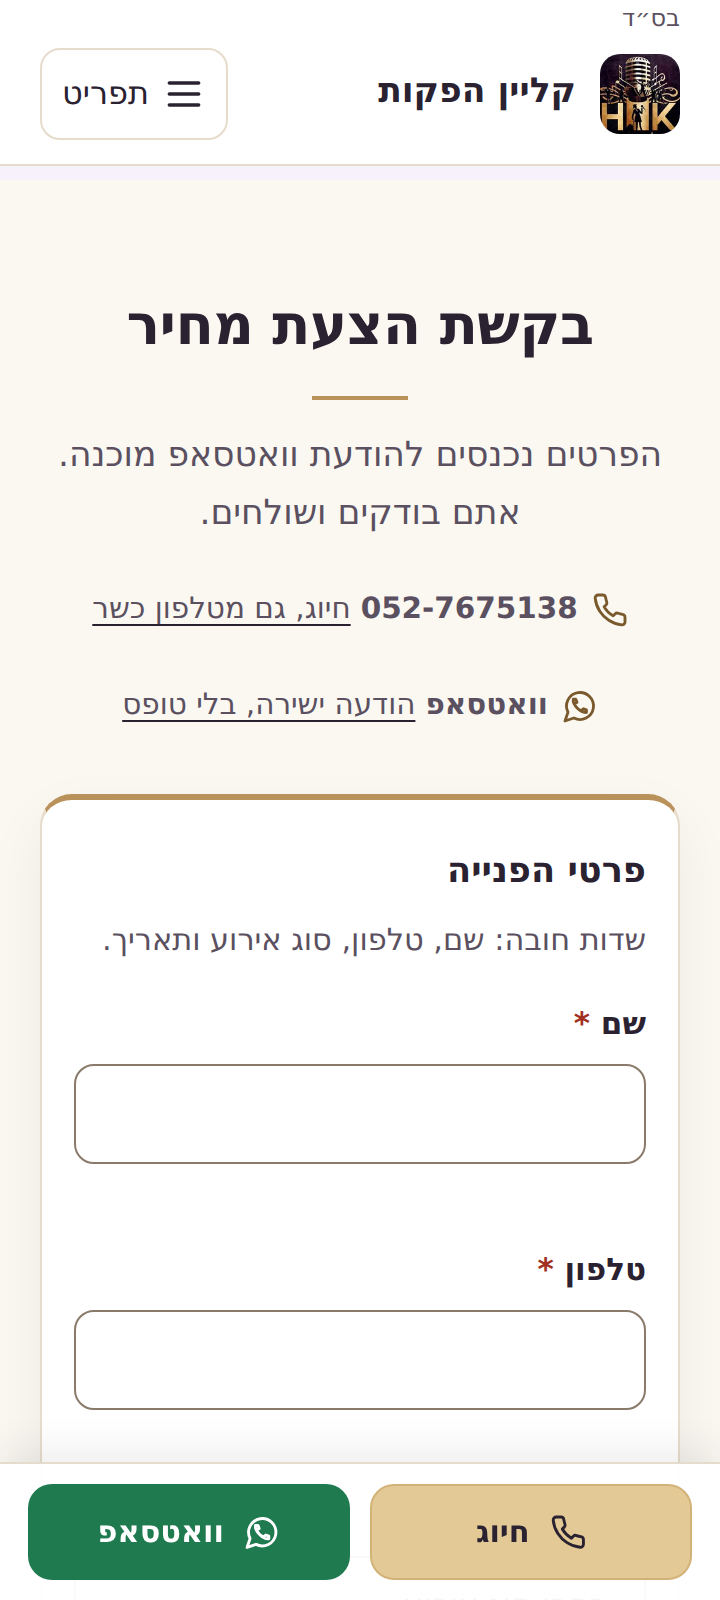 בס״ד
קליין הפקות
HK
תפריט
בקשת הצעת מחיר
הפרטים נכנסים להודעת וואטסאפ מוכנה.
אתם בודקים ושולחים.
052-7675138 חיוג, גם מטלפון כשר
וואטסאפ הודעה ישירה, בלי טופס
פרטי הפנייה
שדות חובה: שם, טלפון, סוג אירוע ותאריך.
שם *
טלפון *
חיוג
וואטסאפ